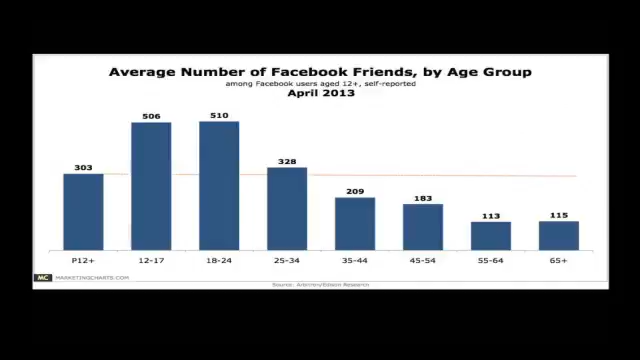 Average Number of Facebook Friends, by Age Group
among Facebook users aged 12+, self-reported
April 2013
303 506 510 328 209 183 113 115
P12+ 12-17 18-24 25-34 35-44 45-54 55-64 65+
MC MARKETINGCHARTS.COM
Source: Arbitron/Edison Research